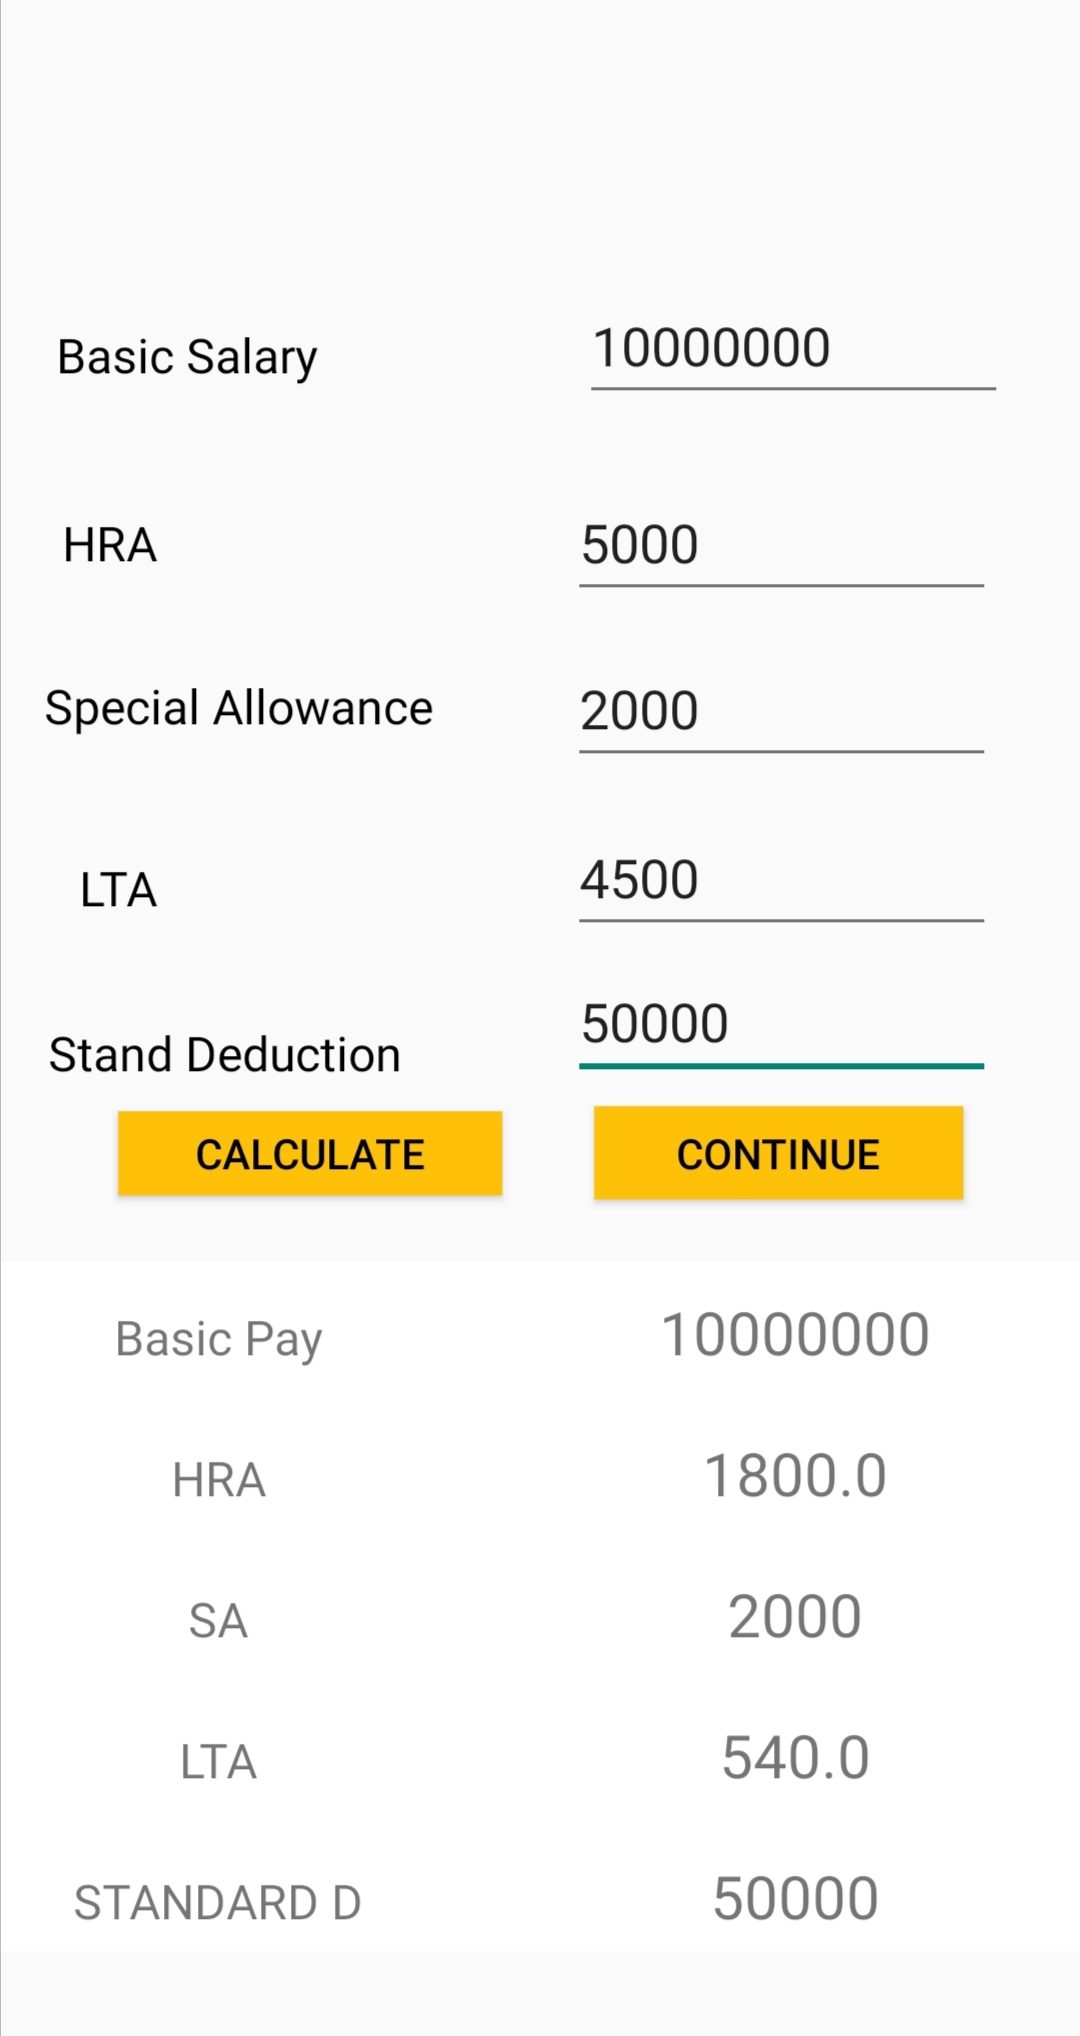 Basic Salary 10000000
HRA 5000
Special Allowance 2000
LTA 4500
Stand Deduction 50000
CALCULATE CONTINUE
Basic Pay 10000000
HRA 1800.0
SA 2000
LTA 540.0
STANDARD D 50000